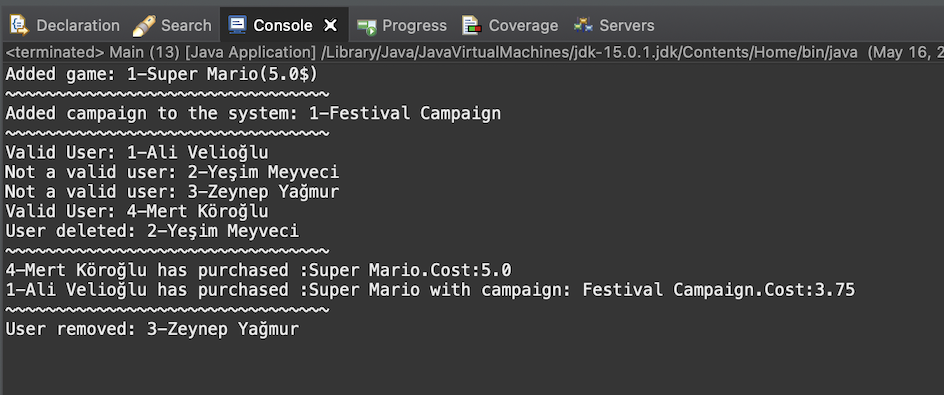 Declaration Search Console Progress Coverage Servers
<terminated> Main (13) [Java Application] /Library/Java/JavaVirtualMachines/jdk-15.0.1.jdk/Contents/Home/bin/java (May 16, 2
Added game: 1-Super Mario(5.0$)
~~~~~~~~~~~~~~~~~~~~~~~~~~~~~~~~
Added campaign to the system: 1-Festival Campaign
~~~~~~~~~~~~~~~~~~~~~~~~~~~~~~~~
Valid User: 1-Ali Velioğlu
Not a valid user: 2-Yeşim Meyveci
Not a valid user: 3-Zeynep Yağmur
Valid User: 4-Mert Köroğlu
User deleted: 2-Yeşim Meyveci
~~~~~~~~~~~~~~~~~~~~~~~~~~~~~~~~
4-Mert Köroğlu has purchased :Super Mario.Cost:5.0
1-Ali Velioğlu has purchased :Super Mario with campaign: Festival Campaign.Cost:3.75
~~~~~~~~~~~~~~~~~~~~~~~~~~~~~~~~
User removed: 3-Zeynep Yağmur